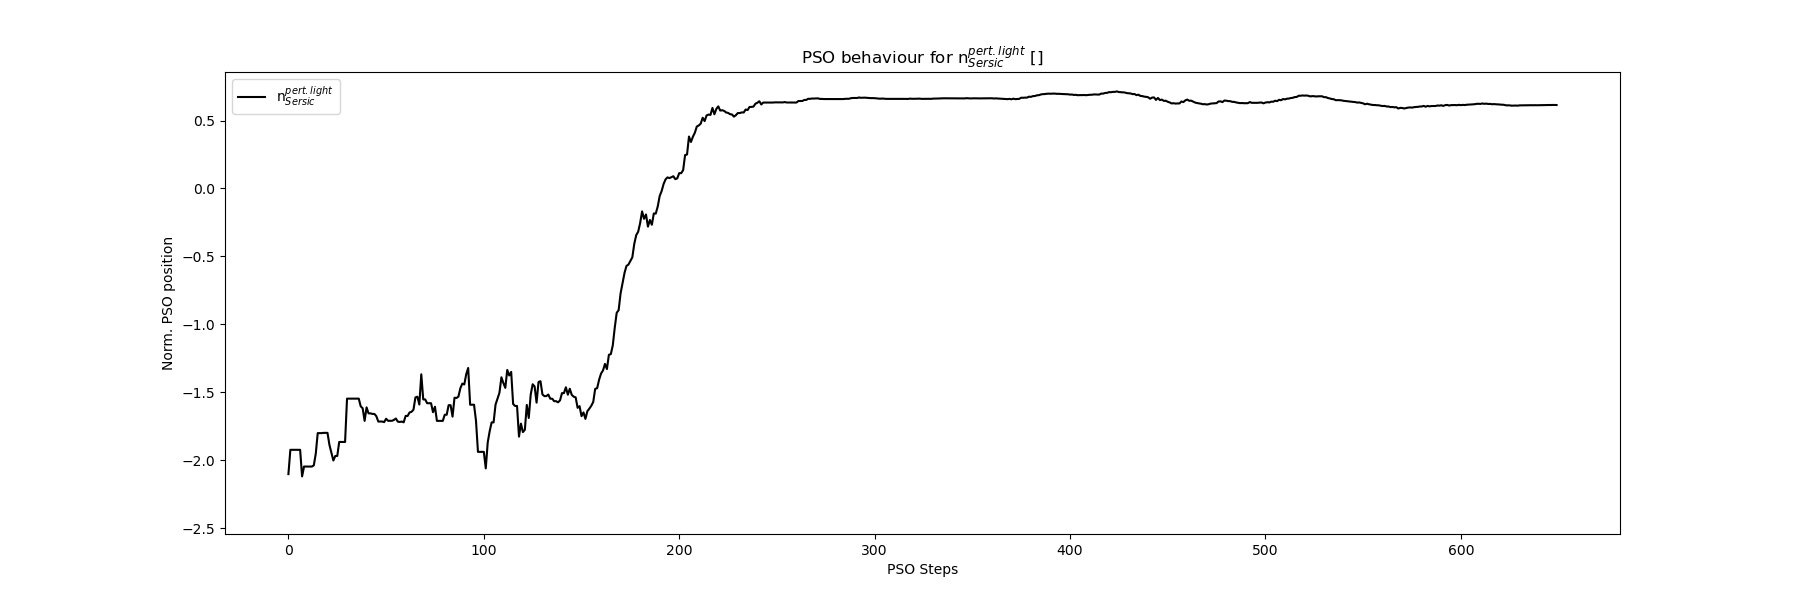 PSO behaviour for n^{pert.light}_{Sersic} []
n^{pert.light}_{Sersic}
Norm. PSO position
0.5
0.0
−0.5
−1.0
−1.5
−2.0
−2.5
0 100 200 300 400 500 600
PSO Steps